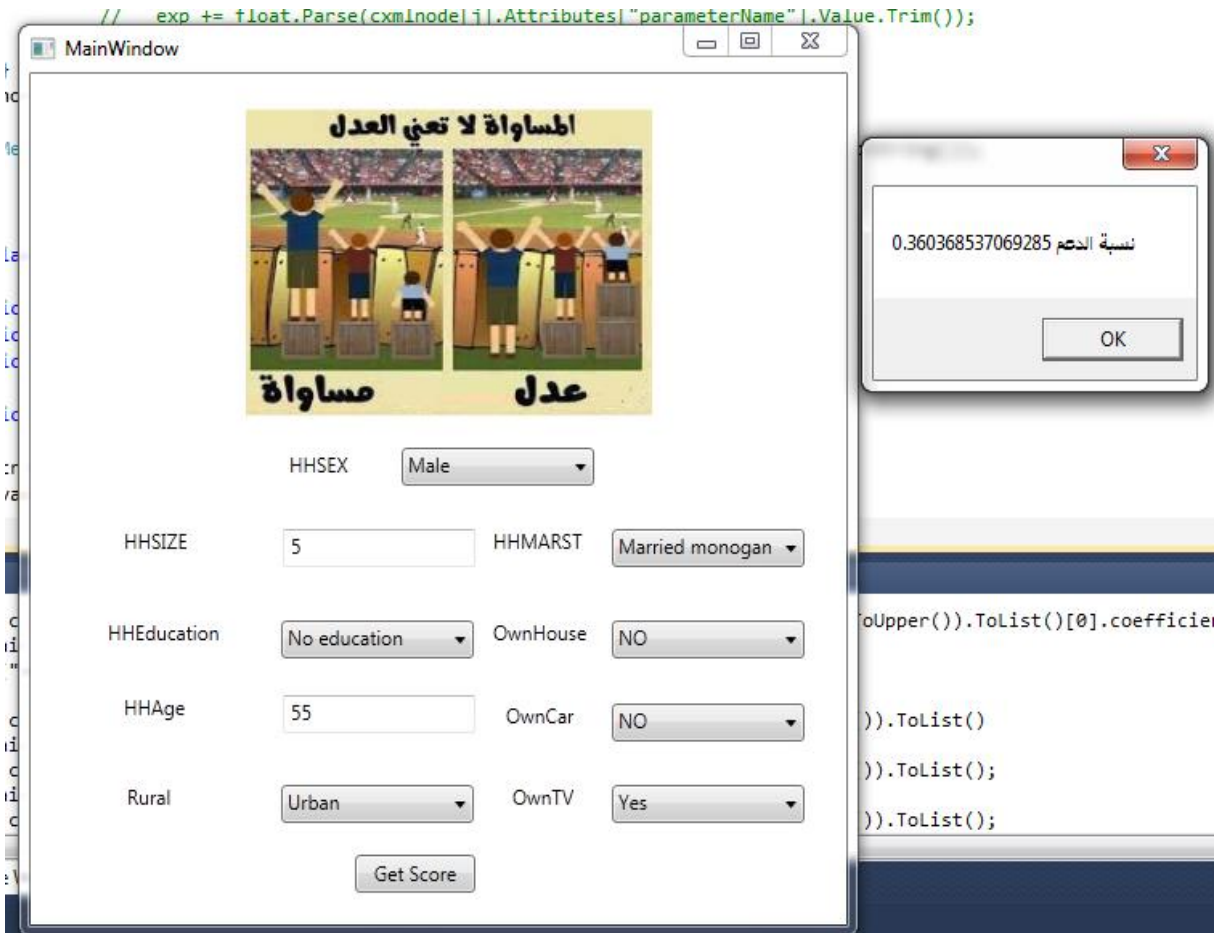 // exp += float.Parse(cxmlnode[j].Attributes["parameterName"].Value.Trim());
MainWindow
المساواة لا تعني العدل
مساواة
عدل
نسبة الدعم 0.360368537069285
OK
HHSEX Male
HHSIZE 5 HHMARST Married monogan
HHEducation No education OwnHouse NO
HHAge 55 OwnCar NO
Rural Urban OwnTV Yes
Get Score
oUpper()).ToList()[0].coefficier
)).ToList()
)).ToList();
)).ToList();